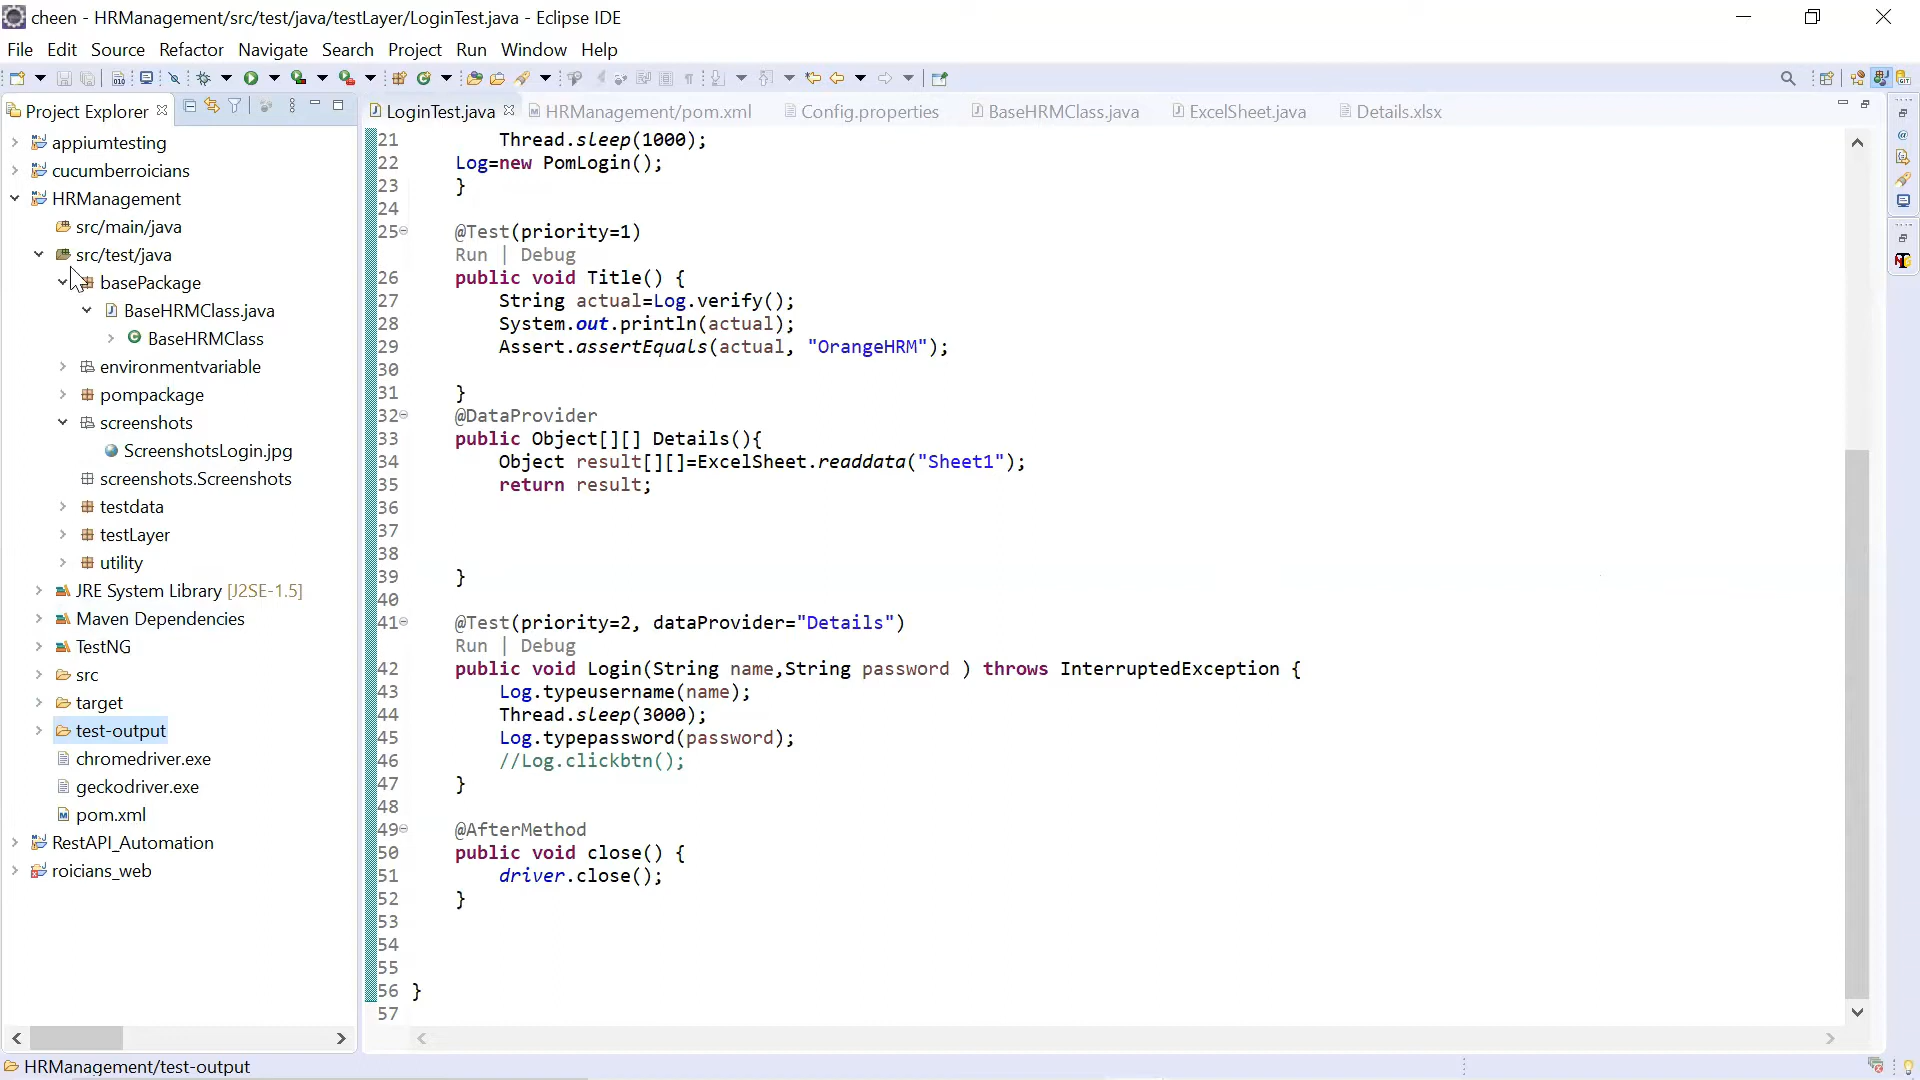 cheen - HRManagement/src/test/java/testLayer/LoginTest.java - Eclipse IDE
File Edit Source Refactor Navigate Search Project Run Window Help
Project Explorer
LoginTest.java HRManagement/pom.xml Config.properties BaseHRMClass.java ExcelSheet.java Details.xlsx
appiumtesting
cucumberroicians
HRManagement
src/main/java
src/test/java
basePackage
BaseHRMClass.java
BaseHRMClass
environmentvariable
pompackage
screenshots
ScreenshotsLogin.jpg
screenshots.Screenshots
testdata
testLayer
utility
JRE System Library [J2SE-1.5]
Maven Dependencies
TestNG
src
target
test-output
chromedriver.exe
geckodriver.exe
pom.xml
RestAPI_Automation
roicians_web
21 Thread.sleep(1000);
22 Log=new PomLogin();
23 }
24
25 @Test(priority=1)
Run | Debug
26 public void Title() {
27 String actual=Log.verify();
28 System.out.println(actual);
29 Assert.assertEquals(actual, "OrangeHRM");
30
31 }
32 @DataProvider
33 public Object[][] Details(){
34 Object result[][]=ExcelSheet.readdata("Sheet1");
35 return result;
36
37
38
39 }
40
41 @Test(priority=2, dataProvider="Details")
Run | Debug
42 public void Login(String name,String password ) throws InterruptedException {
43 Log.typeusername(name);
44 Thread.sleep(3000);
45 Log.typepassword(password);
46 //Log.clickbtn();
47 }
48
49 @AfterMethod
50 public void close() {
51 driver.close();
52 }
53
54
55
56 }
57
HRManagement/test-output